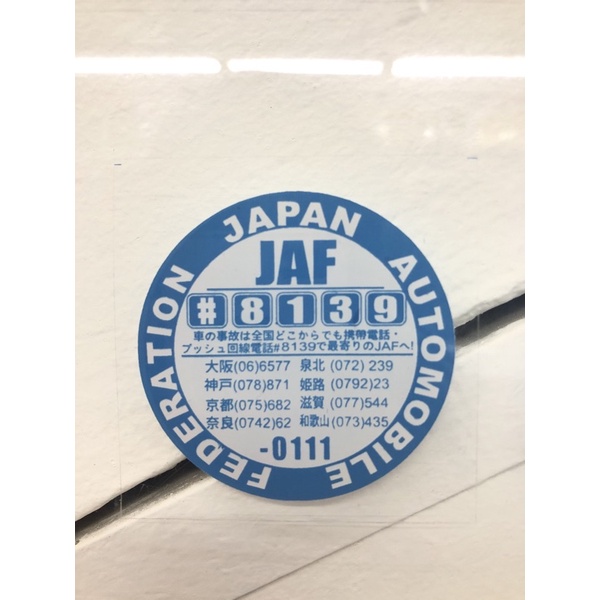 JAPAN AUTOMOBILE FEDERATION
JAF
#8139
車の事故は全国どこからでも携帯電話・
プッシュ回線電話#8139で最寄りのJAFへ!
大阪(06)6577 泉北(072)239
神戸(078)871 姫路(0792)23
京都(075)682 滋賀(077)544
奈良(0742)62 和歌山(073)435
-0111